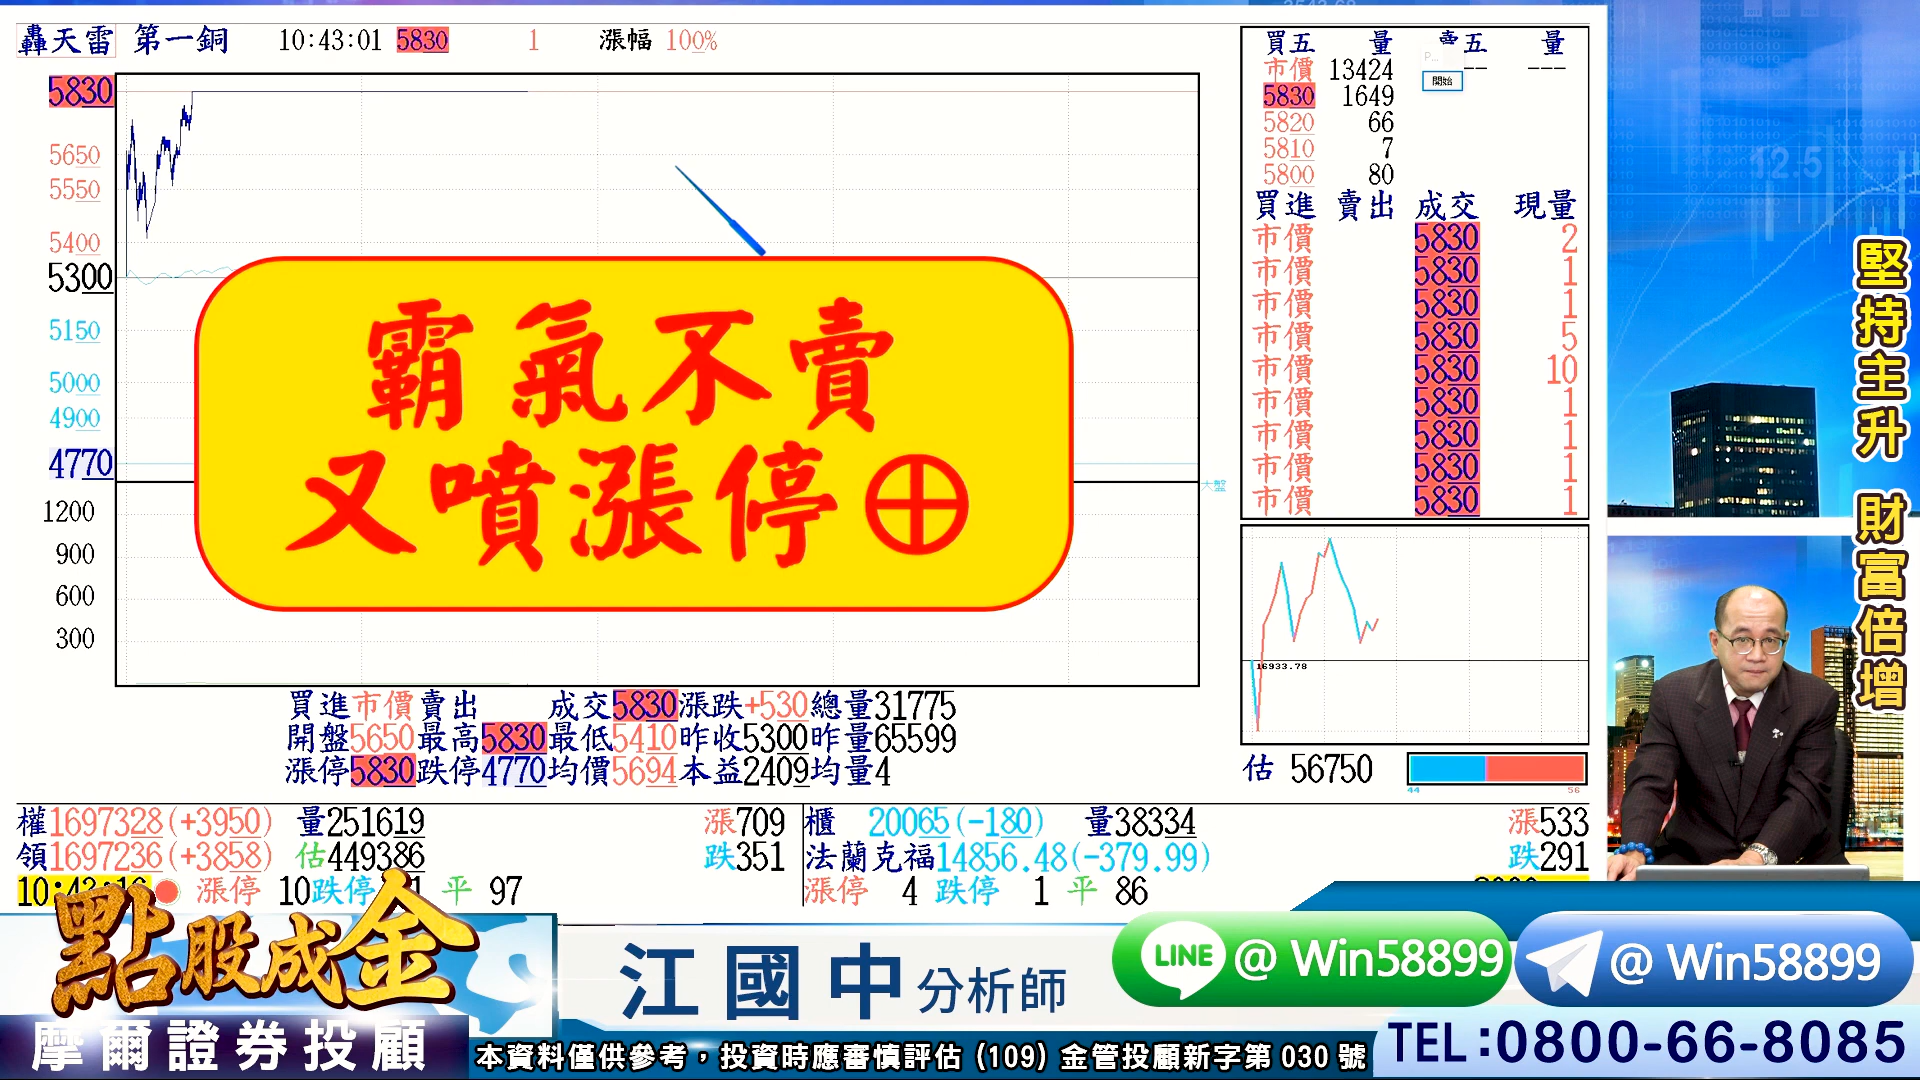 轟天雷 第一銅 10:43:01 5830 1 漲幅 100%
5830
5650
5550
5400
5300
5150
5000
4900
4770
1200
900
600
300
大盤
霸氣不賣
又噴漲停⊕
買五 量 賣五 量
市價 13424 -- ---
5830 1649
5820 66
5810 7
5800 80
開始
買進 賣出 成交 現量
市價 5830 2
市價 5830 1
市價 5830 1
市價 5830 5
市價 5830 10
市價 5830 1
市價 5830 1
市價 5830 1
市價 5830 1
16933.78
估 56750
44 56
買進市價賣出 成交5830漲跌+530總量31775
開盤5650最高5830最低5410昨收5300昨量65599
漲停5830跌停4770均價5694本益2409均量4
權1697328(+3950) 量251619 漲709
領1697236(+3858) 估449386 跌351
漲停 10跌停 1 平 97
櫃 20065(-180) 量38334 漲533
法蘭克福14856.48(-379.99) 跌291
漲停 4 跌停 1 平 86
12.5
堅持主升 財富倍增
點股成金
摩爾證券投顧
江國中 分析師
LINE @ Win58899
@ Win58899
TEL:0800-66-8085
本資料僅供參考，投資時應審慎評估 (109) 金管投顧新字第 030 號